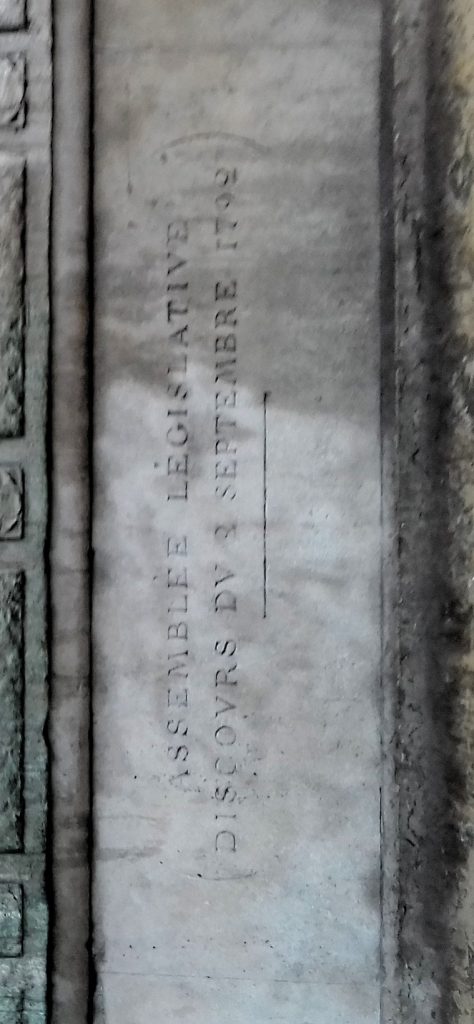 ASSEMBLÉE LÉGISLATIVE
(DISCOVRS DV 2 SEPTEMBRE 1792)